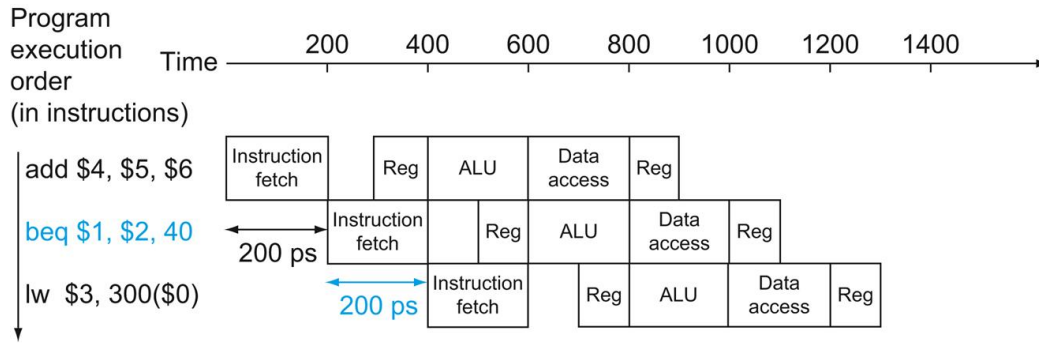 Program
execution
order
(in instructions)
Time
200 400 600 800 1000 1200 1400
add $4, $5, $6
Instruction
fetch
Reg
ALU
Data
access
Reg
beq $1, $2, 40
200 ps
Instruction
fetch
Reg
ALU
Data
access
Reg
lw $3, 300($0)
200 ps
Instruction
fetch
Reg
ALU
Data
access
Reg